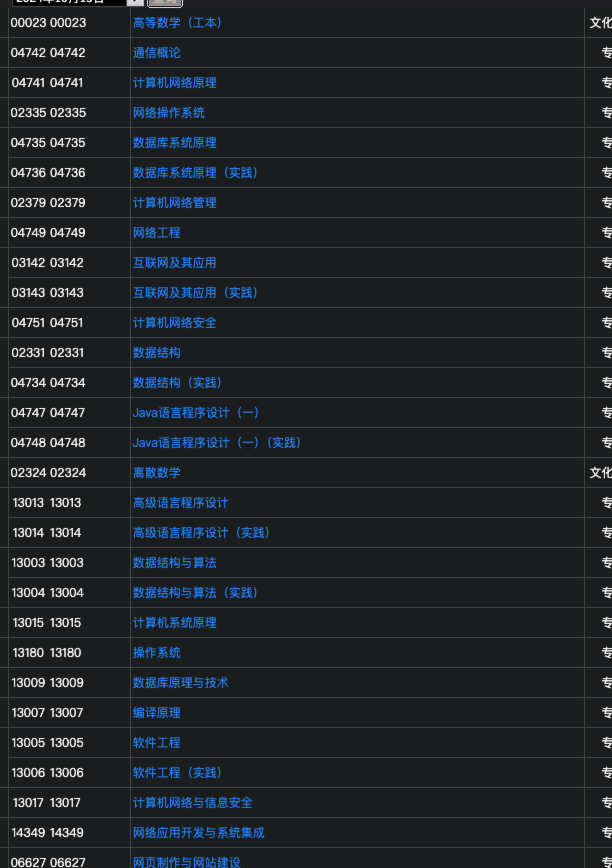 00023 00023 高等数学（工本） 文化
04742 04742 通信概论 专
04741 04741 计算机网络原理 专
02335 02335 网络操作系统 专
04735 04735 数据库系统原理 专
04736 04736 数据库系统原理（实践） 专
02379 02379 计算机网络管理 专
04749 04749 网络工程 专
03142 03142 互联网及其应用 专
03143 03143 互联网及其应用（实践） 专
04751 04751 计算机网络安全 专
02331 02331 数据结构 专
04734 04734 数据结构（实践） 专
04747 04747 Java语言程序设计（一） 专
04748 04748 Java语言程序设计（一）（实践） 专
02324 02324 离散数学 文化
13013 13013 高级语言程序设计 专
13014 13014 高级语言程序设计（实践） 专
13003 13003 数据结构与算法 专
13004 13004 数据结构与算法（实践） 专
13015 13015 计算机系统原理 专
13180 13180 操作系统 专
13009 13009 数据库原理与技术 专
13007 13007 编译原理 专
13005 13005 软件工程 专
13006 13006 软件工程（实践） 专
13017 13017 计算机网络与信息安全 专
14349 14349 网络应用开发与系统集成 专
06627 06627 网页制作与网站建设 专